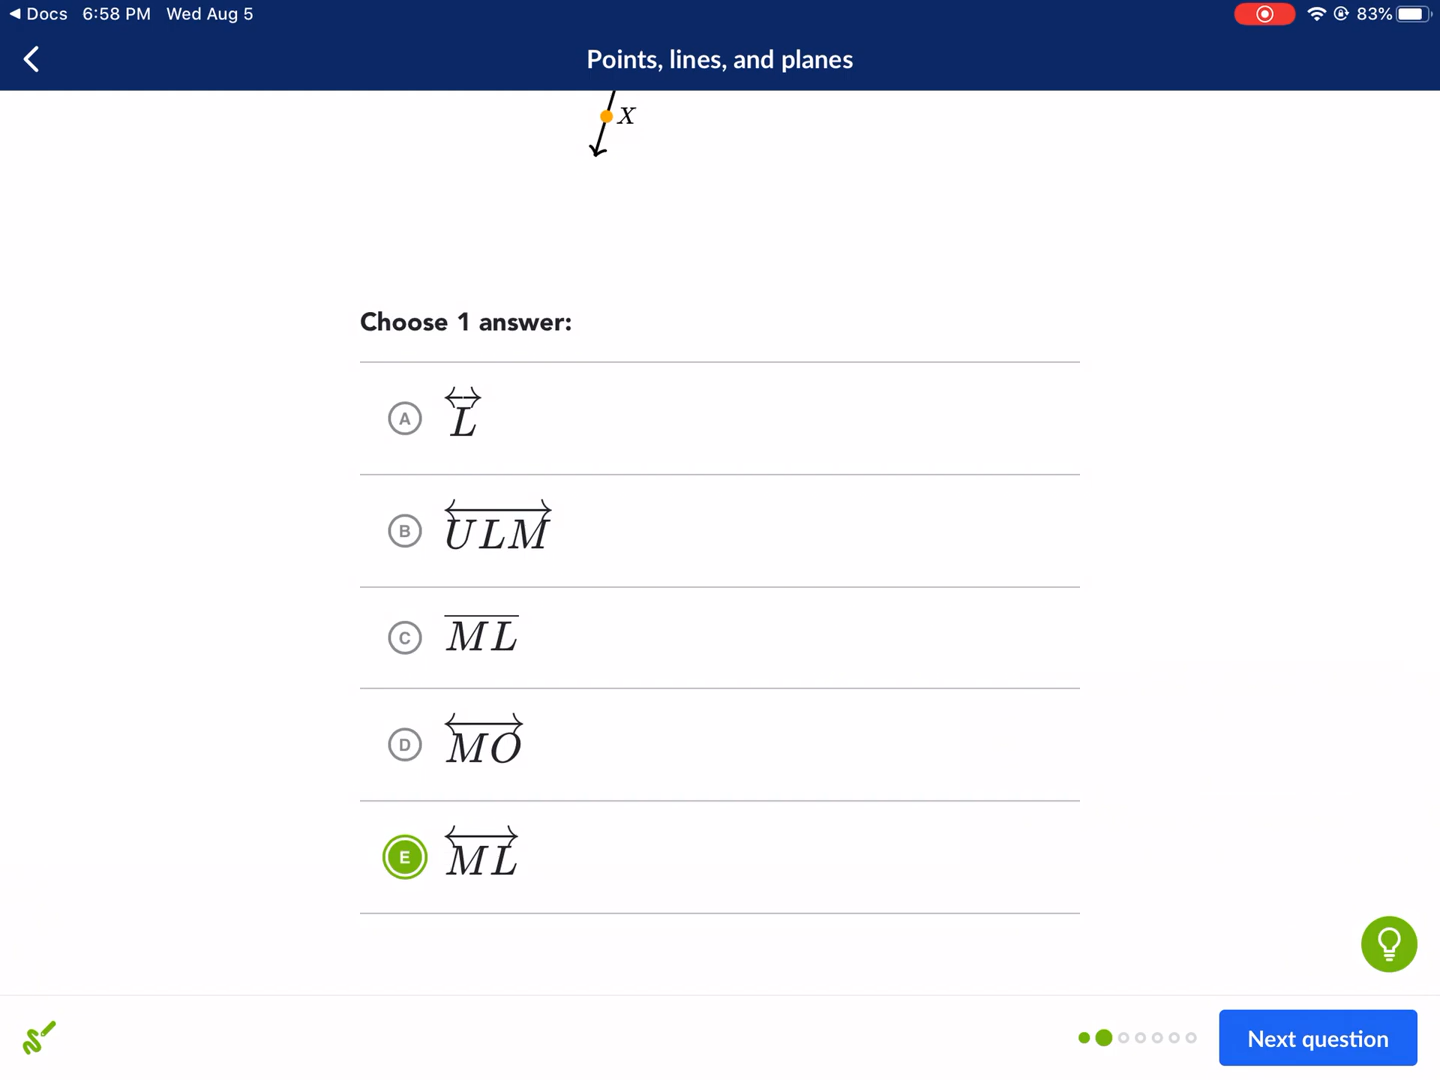 Docs 6:58 PM Wed Aug 5 83%
Points, lines, and planes
X
Choose 1 answer:
A L
B ULM
C ML
D MO
E ML
Next question